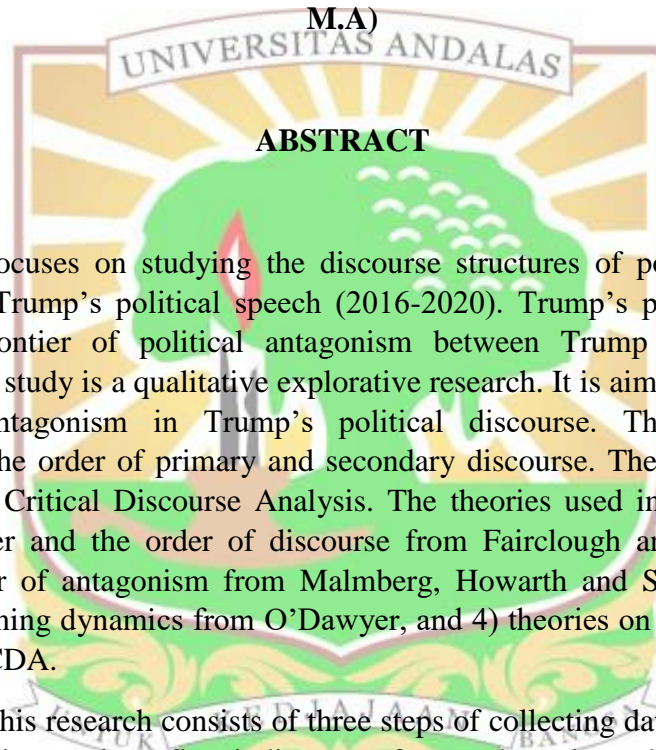 M.A)
UNIVERSITAS ANDALAS
ABSTRACT
ocuses on studying the discourse structures of po
Trump’s political speech (2016-2020). Trump’s p
ontier of political antagonism between Trump
study is a qualitative explorative research. It is aim
ntagonism in Trump’s political discourse. Th
he order of primary and secondary discourse. The
Critical Discourse Analysis. The theories used in
er and the order of discourse from Fairclough ar
r of antagonism from Malmberg, Howarth and S
ning dynamics from O’Dawyer, and 4) theories on
CDA.
his research consists of three steps of collecting da